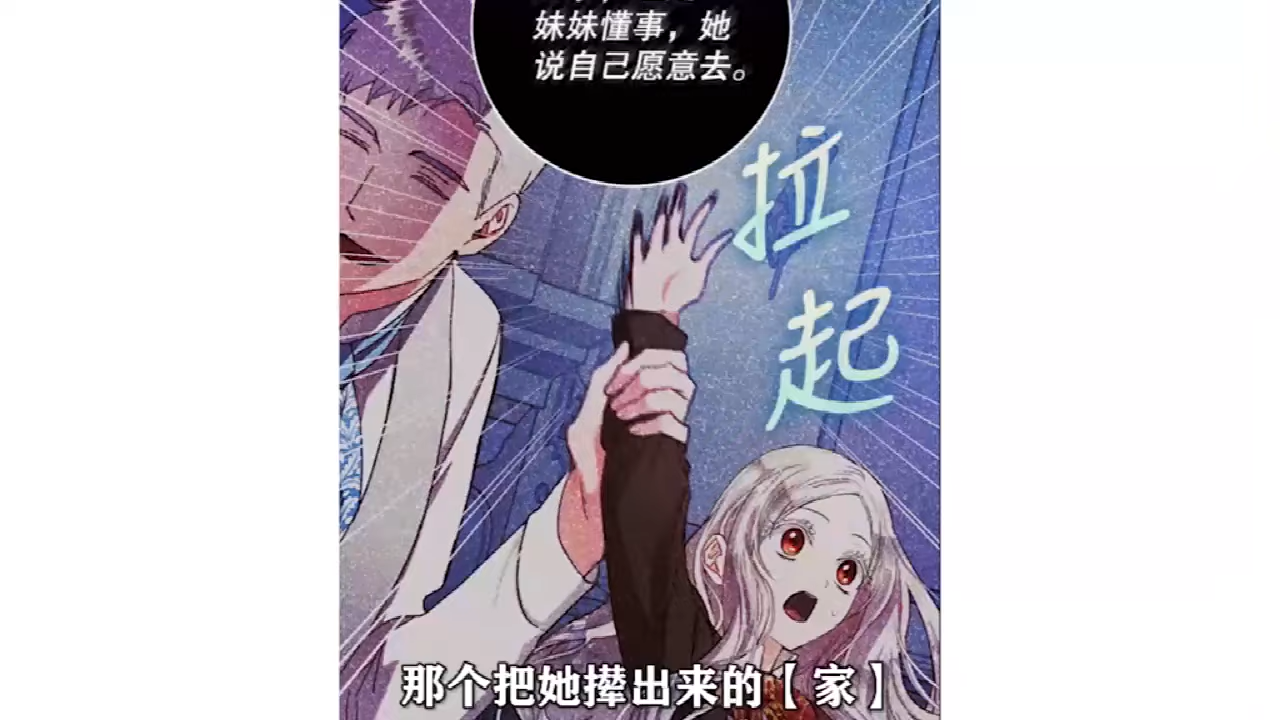 妹妹懂事，她
说自己愿意去。
拉
起
那个把她撵出来的【家】